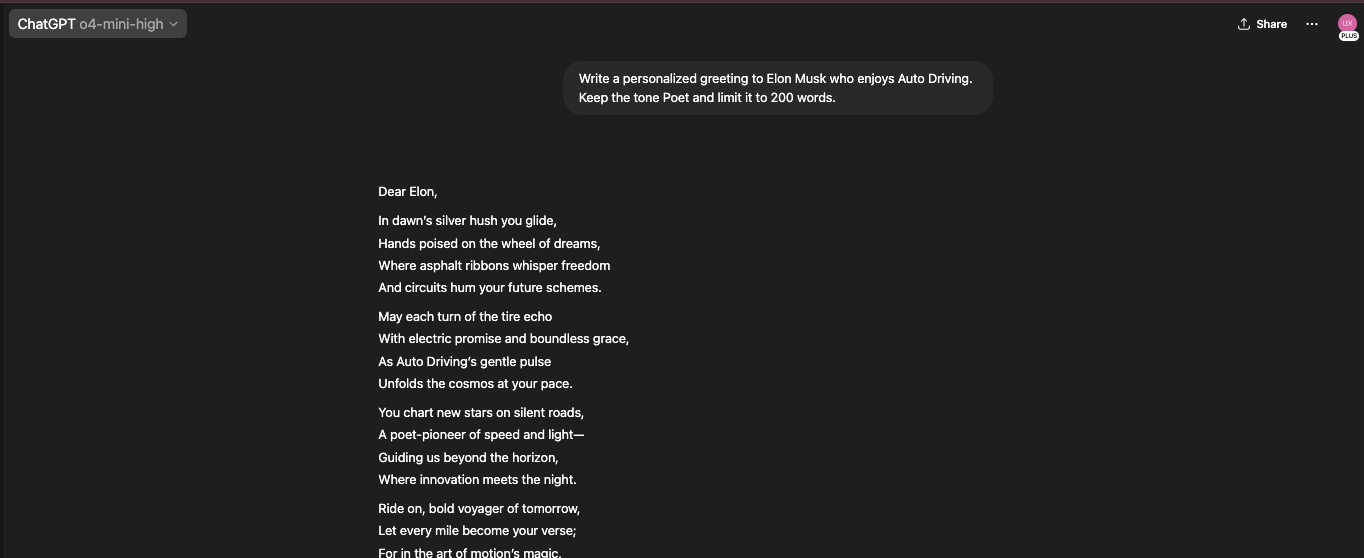 ChatGPT o4-mini-high
Share
UX
PLUS
Write a personalized greeting to Elon Musk who enjoys Auto Driving.
Keep the tone Poet and limit it to 200 words.
Dear Elon,
In dawn’s silver hush you glide,
Hands poised on the wheel of dreams,
Where asphalt ribbons whisper freedom
And circuits hum your future schemes.
May each turn of the tire echo
With electric promise and boundless grace,
As Auto Driving’s gentle pulse
Unfolds the cosmos at your pace.
You chart new stars on silent roads,
A poet-pioneer of speed and light—
Guiding us beyond the horizon,
Where innovation meets the night.
Ride on, bold voyager of tomorrow,
Let every mile become your verse;
For in the art of motion’s magic,